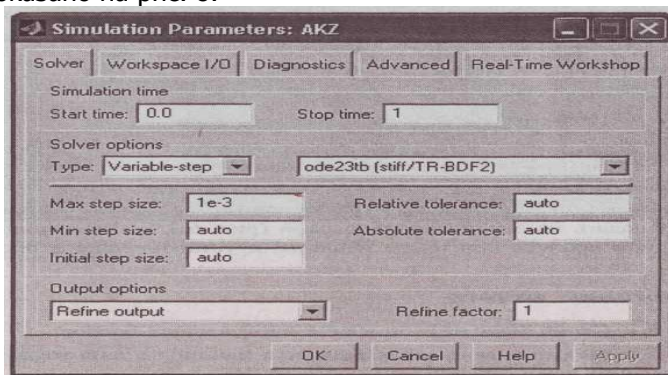 Simulation Parameters: AKZ
Solver Workspace I/O Diagnostics Advanced Real-Time Workshop
Simulation time
Start time: 0.0 Stop time: 1
Solver options
Type: Variable-step ode23tb (stiff/TR-BDF2)
Max step size: 1e-3 Relative tolerance: auto
Min step size: auto Absolute tolerance: auto
Initial step size: auto
Output options
Refine output Refine factor: 1
OK Cancel Help Apply